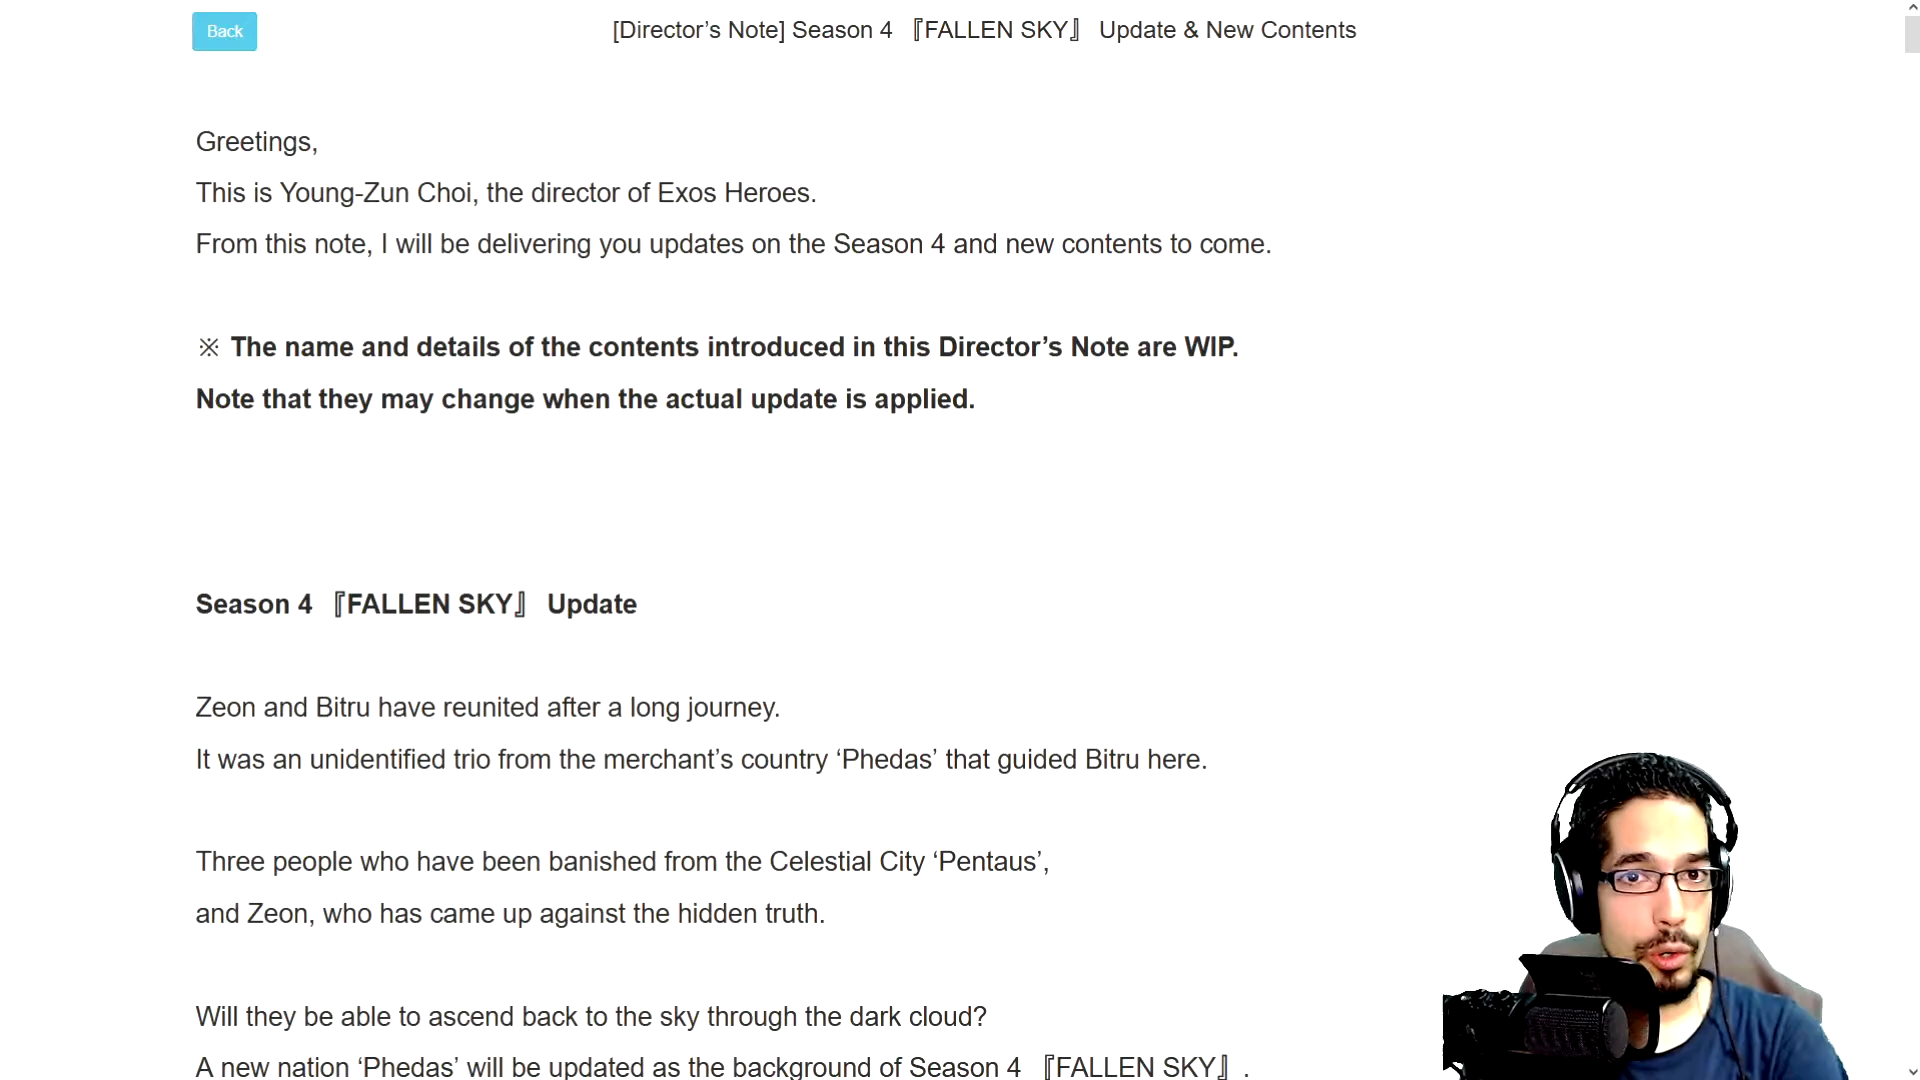 Back
[Director’s Note] Season 4 『FALLEN SKY』 Update & New Contents
Greetings,
This is Young-Zun Choi, the director of Exos Heroes.
From this note, I will be delivering you updates on the Season 4 and new contents to come.
※ The name and details of the contents introduced in this Director’s Note are WIP.
Note that they may change when the actual update is applied.
Season 4 『FALLEN SKY』 Update
Zeon and Bitru have reunited after a long journey.
It was an unidentified trio from the merchant’s country ‘Phedas’ that guided Bitru here.
Three people who have been banished from the Celestial City ‘Pentaus’,
and Zeon, who has came up against the hidden truth.
Will they be able to ascend back to the sky through the dark cloud?
A new nation ‘Phedas’ will be updated as the background of Season 4 『FALLEN SKY』.